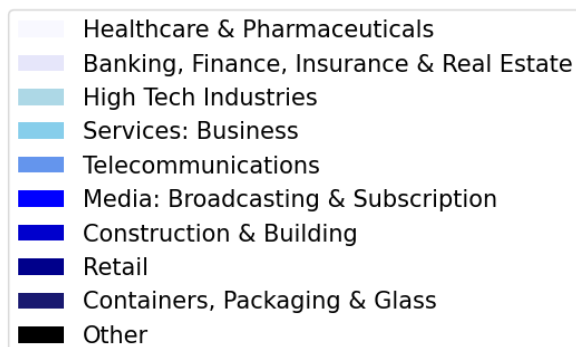 Healthcare & Pharmaceuticals
Banking, Finance, Insurance & Real Estate
High Tech Industries
Services: Business
Telecommunications
Media: Broadcasting & Subscription
Construction & Building
Retail
Containers, Packaging & Glass
Other